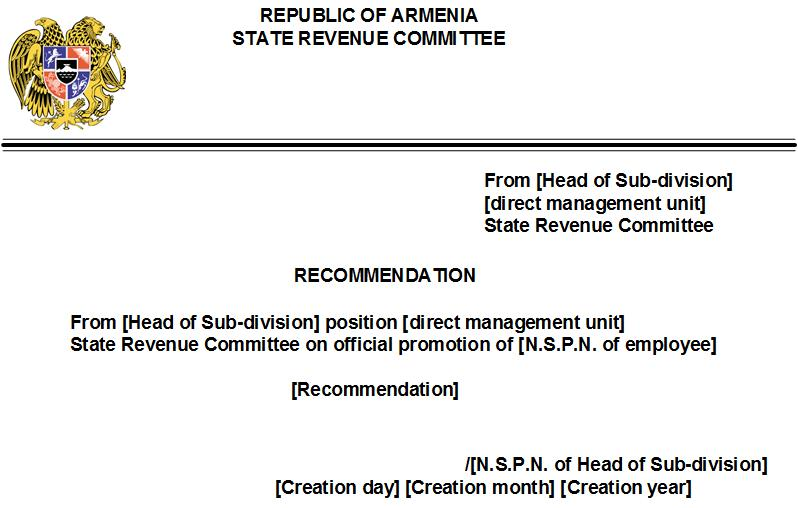 REPUBLIC OF ARMENIA
STATE REVENUE COMMITTEE
From [Head of Sub-division]
[direct management unit]
State Revenue Committee
RECOMMENDATION
From [Head of Sub-division] position [direct management unit]
State Revenue Committee on official promotion of [N.S.P.N. of employee]
[Recommendation]
/[N.S.P.N. of Head of Sub-division]
[Creation day] [Creation month] [Creation year]